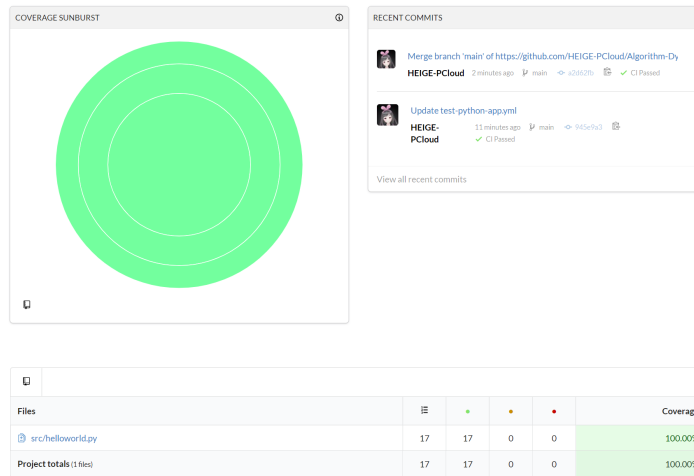 COVERAGE SUNBURST
RECENT COMMITS
Merge branch 'main' of https://github.com/HEIGE-PCloud/Algorithm-Dy
HEIGE-PCloud 2 minutes ago main a2d62fb CI Passed
Update test-python-app.yml
HEIGE-PCloud 11 minutes ago main 945e9a3
CI Passed
View all recent commits
Files Coverag
src/helloworld.py 17 17 0 0 100.00%
Project totals (1 files) 17 17 0 0 100.00%